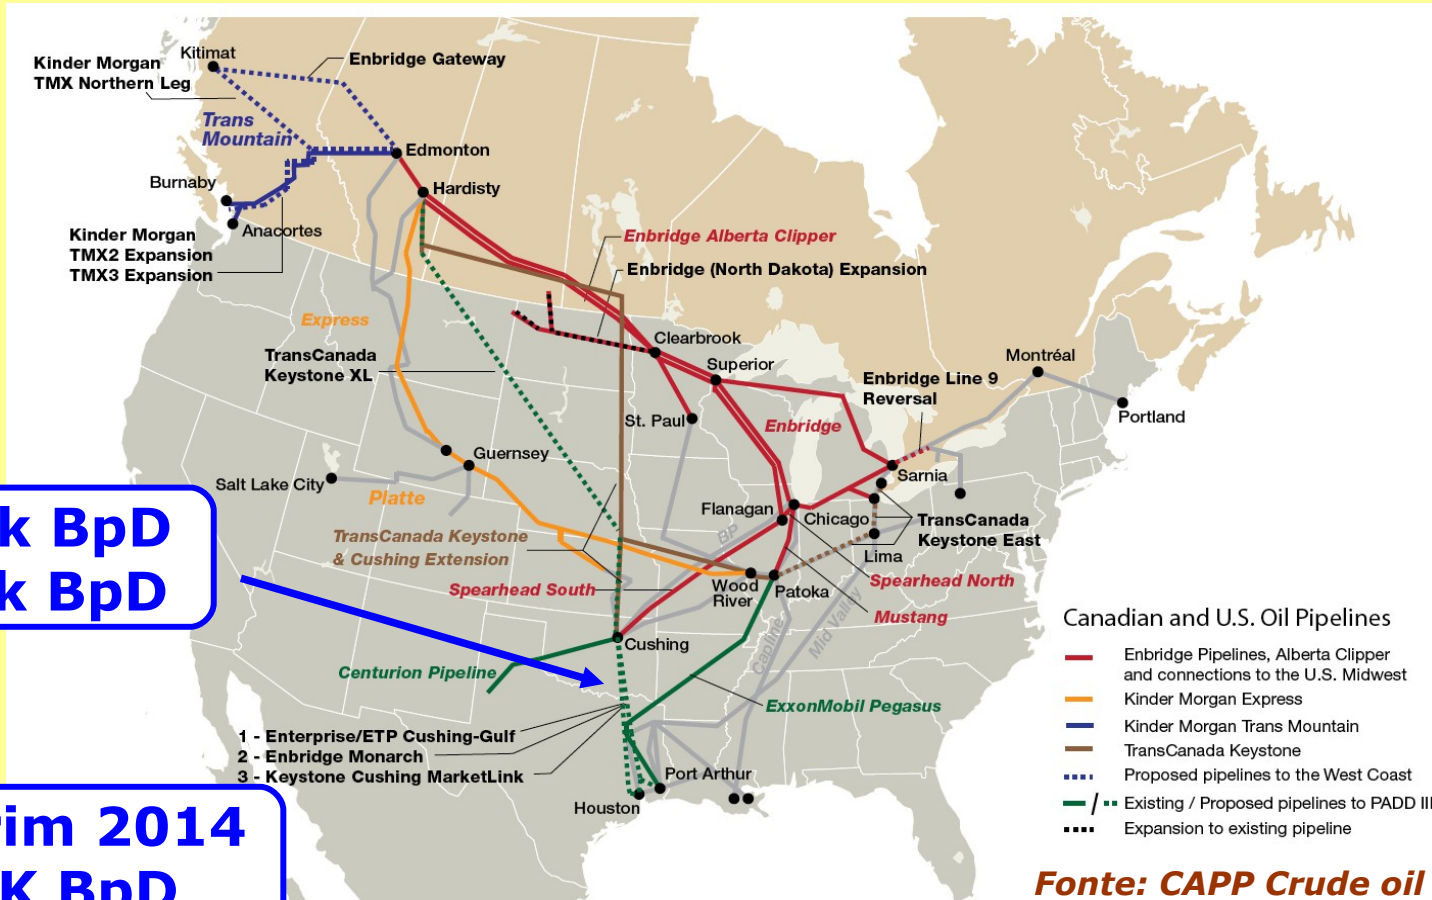 Kitimat
Kinder Morgan
TMX Northern Leg
Enbridge Gateway
Trans
Mountain
Edmonton
Burnaby
Hardisty
Anacortes
Kinder Morgan
TMX2 Expansion
TMX3 Expansion
Enbridge Alberta Clipper
Enbridge (North Dakota) Expansion
Express
TransCanada
Keystone XL
Clearbrook
Superior
Montréal
Enbridge Line 9
Reversal
Portland
St. Paul
Enbridge
Guernsey
Salt Lake City
Sarnia
Platte
Flanagan
Chicago
TransCanada
Keystone East
BP
TransCanada Keystone
& Cushing Extension
Lima
k BpD
k BpD
Spearhead South
Wood
River
Patoka
Spearhead North
Mustang
Capline
Mid Valley
Cushing
Centurion Pipeline
ExxonMobil Pegasus
1 - Enterprise/ETP Cushing-Gulf
2 - Enbridge Monarch
3 - Keystone Cushing MarketLink
Port Arthur
Houston
rim 2014
K BpD
Canadian and U.S. Oil Pipelines
Enbridge Pipelines, Alberta Clipper
and connections to the U.S. Midwest
Kinder Morgan Express
Kinder Morgan Trans Mountain
TransCanada Keystone
Proposed pipelines to the West Coast
/ Existing / Proposed pipelines to PADD III
Expansion to existing pipeline
Fonte: CAPP Crude oil